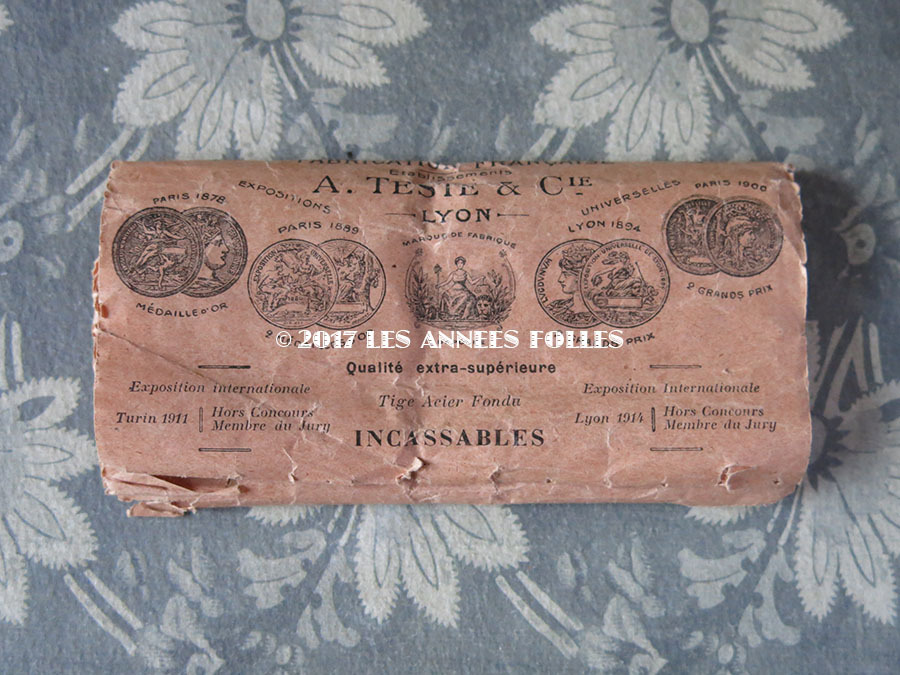 FABRICATION FRANÇAISE
Etablissements
A. TESTE & CIE
LYON
EXPOSITIONS
UNIVERSELLES
PARIS 1878
PARIS 1889
MARQUE DE FABRIQUE
LYON 1894
PARIS 1900
MÉDAILLE D'OR
2 GRANDS PRIX
© 2017 LES ANNEES FOLLES
PRIX
Qualité extra-supérieure
Exposition internationale
Turin 1911
Hors Concours
Membre du Jury
Tige Acier Fondu
INCASSABLES
Exposition Internationale
Lyon 1914
Hors Concours
Membre du Jury